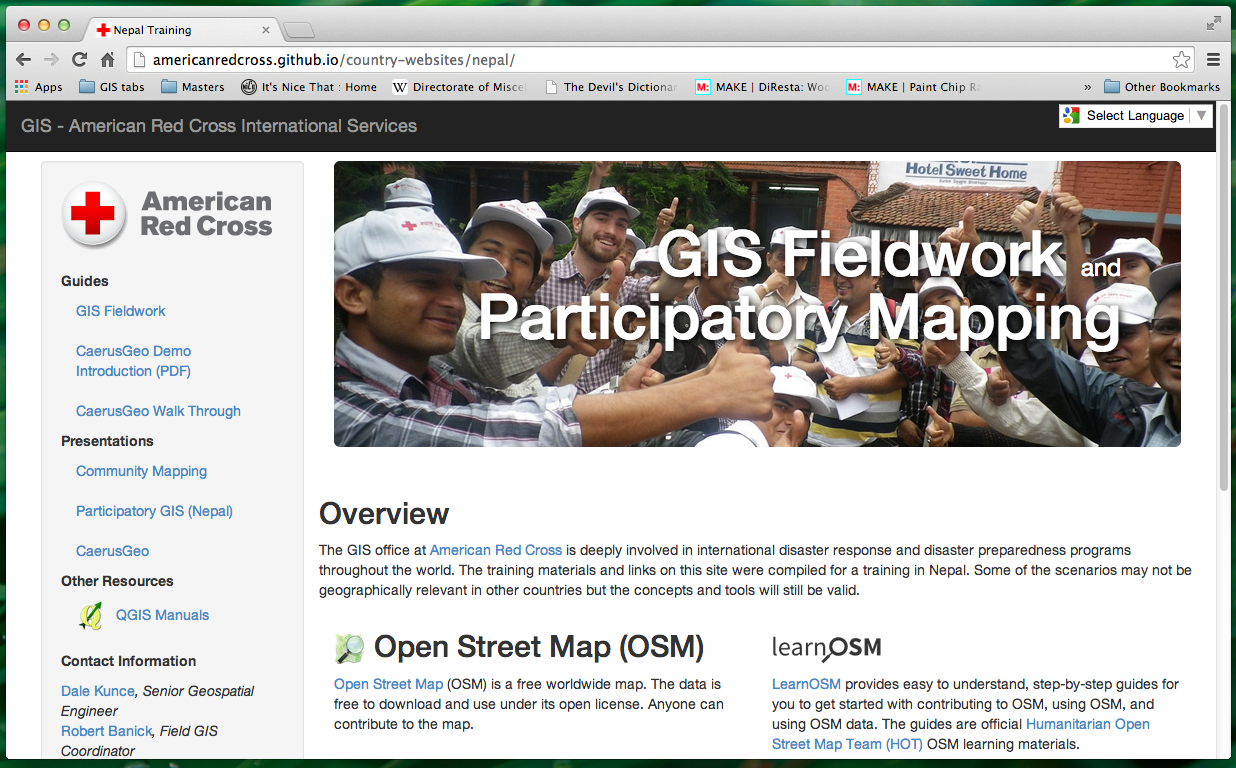 Nepal Training
americanredcross.github.io/country-websites/nepal/
Apps GIS tabs Masters It's Nice That : Home Directorate of Miscel The Devil's Dictionar MAKE | DiResta: Woo MAKE | Paint Chip Ra » Other Bookmarks
GIS - American Red Cross International Services
Select Language
American
Red Cross
Guides
GIS Fieldwork
CaerusGeo Demo
Introduction (PDF)
CaerusGeo Walk Through
Presentations
Community Mapping
Participatory GIS (Nepal)
CaerusGeo
Other Resources
QGIS Manuals
Contact Information
Dale Kunce, Senior Geospatial
Engineer
Robert Banick, Field GIS
Coordinator
Hotel Sweet Home
GIS Fieldwork and
Participatory Mapping
Overview
The GIS office at American Red Cross is deeply involved in international disaster response and disaster preparedness programs
throughout the world. The training materials and links on this site were compiled for a training in Nepal. Some of the scenarios may not be
geographically relevant in other countries but the concepts and tools will still be valid.
Open Street Map (OSM)
Open Street Map (OSM) is a free worldwide map. The data is
free to download and use under its open license. Anyone can
contribute to the map.
learnOSM
LearnOSM provides easy to understand, step-by-step guides for
you to get started with contributing to OSM, using OSM, and
using OSM data. The guides are official Humanitarian Open
Street Map Team (HOT) OSM learning materials.